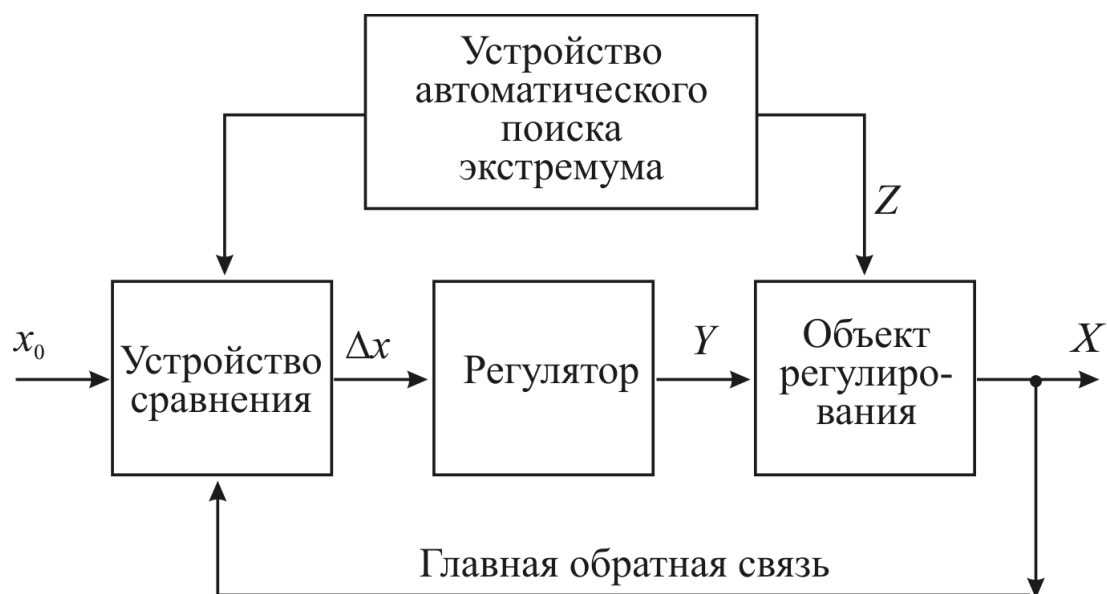 Устройство
автоматического
поиска
экстремума
Z
x₀
Устройство
сравнения
Δx
Регулятор
Y
Объект
регулиро-
вания
X
Главная обратная связь